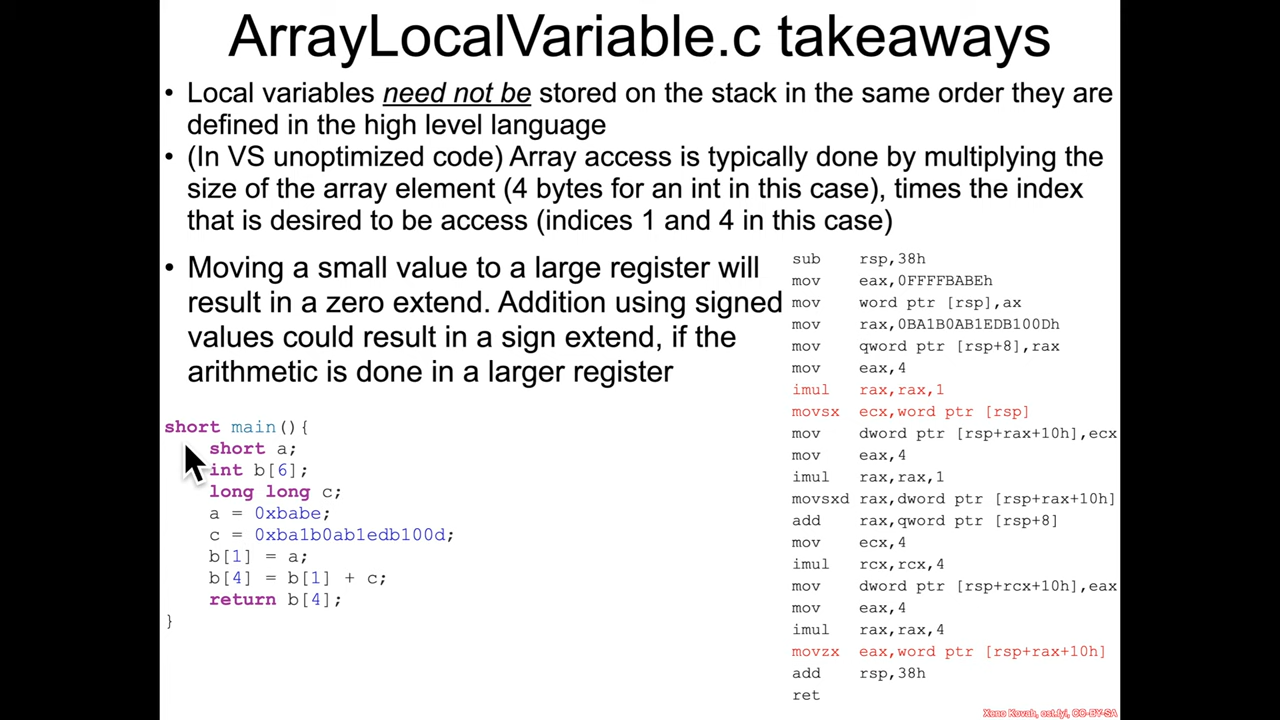 ArrayLocalVariable.c takeaways
• Local variables need not be stored on the stack in the same order they are
defined in the high level language
• (In VS unoptimized code) Array access is typically done by multiplying the
size of the array element (4 bytes for an int in this case), times the index
that is desired to be access (indices 1 and 4 in this case)
• Moving a small value to a large register will
result in a zero extend. Addition using signed
values could result in a sign extend, if the
arithmetic is done in a larger register
short main(){
short a;
int b[6];
long long c;
a = 0xbabe;
c = 0xba1b0ab1edb100d;
b[1] = a;
b[4] = b[1] + c;
return b[4];
}
sub rsp,38h
mov eax,0FFFFBABEh
mov word ptr [rsp],ax
mov rax,0BA1B0AB1EDB100Dh
mov qword ptr [rsp+8],rax
mov eax,4
imul rax,rax,1
movsx ecx,word ptr [rsp]
mov dword ptr [rsp+rax+10h],ecx
mov eax,4
imul rax,rax,1
movsxd rax,dword ptr [rsp+rax+10h]
add rax,qword ptr [rsp+8]
mov ecx,4
imul rcx,rcx,4
mov dword ptr [rsp+rcx+10h],eax
mov eax,4
imul rax,rax,4
movzx eax,word ptr [rsp+rax+10h]
add rsp,38h
ret
Xeno Kovah, ost.fyi, CC-BY-SA